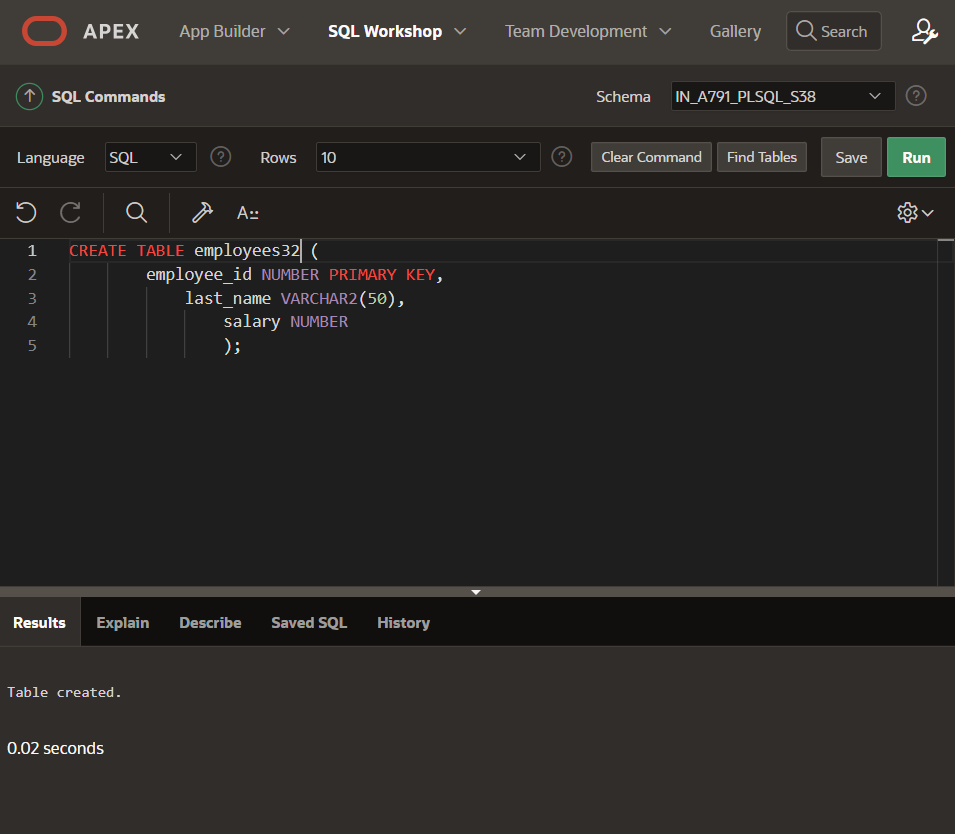 APEX App Builder SQL Workshop Team Development Gallery Search
SQL Commands Schema IN_A791_PLSQL_S38 ?
Language SQL ? Rows 10 ? Clear Command Find Tables Save Run
A::
1 CREATE TABLE employees32 (
2 employee_id NUMBER PRIMARY KEY,
3 last_name VARCHAR2(50),
4 salary NUMBER
5 );
Results Explain Describe Saved SQL History
Table created.
0.02 seconds